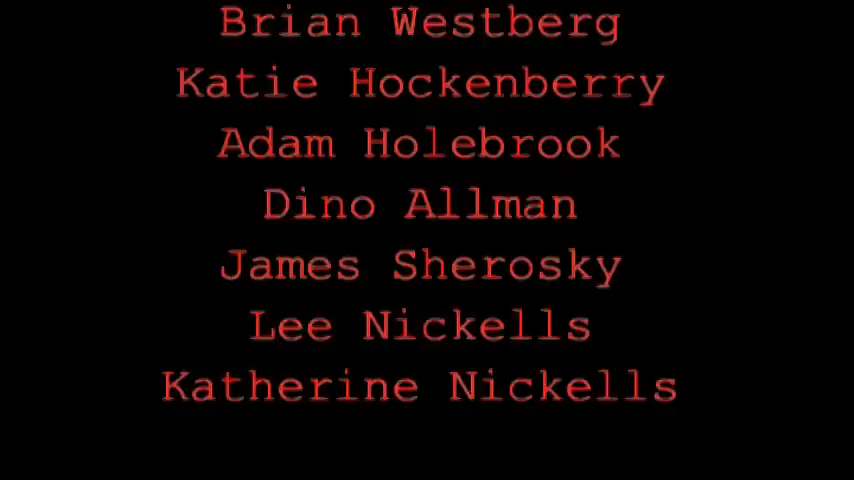 Brian Westberg
Katie Hockenberry
Adam Holebrook
Dino Allman
James Sherosky
Lee Nickells
Katherine Nickells